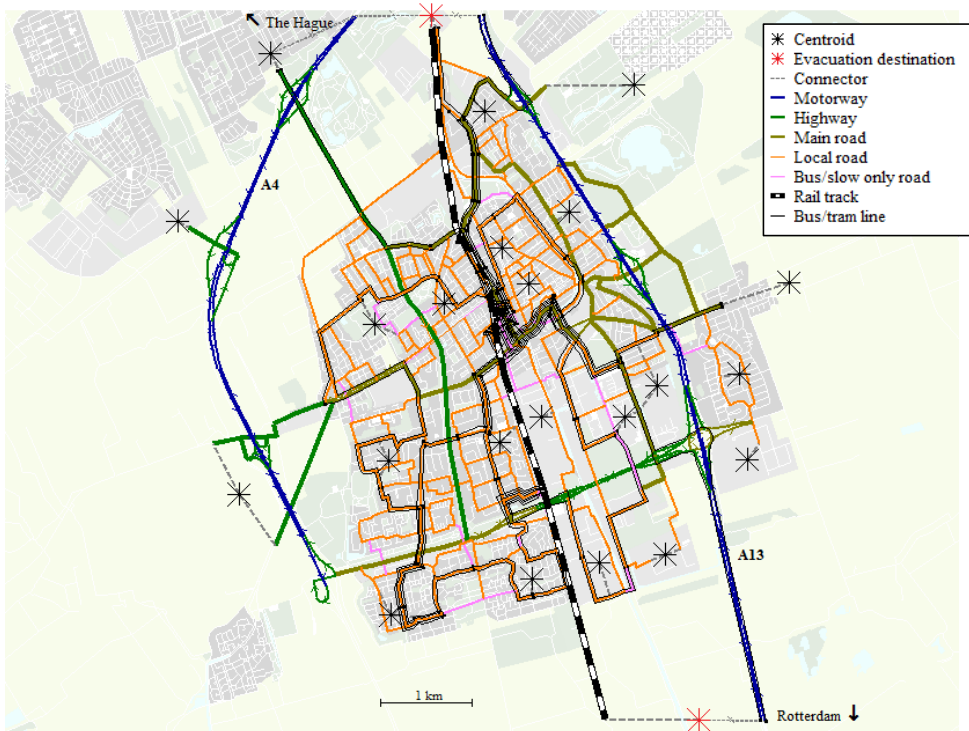 ↖ The Hague
Centroid
Evacuation destination
Connector
Motorway
Highway
Main road
Local road
Bus/slow only road
Rail track
Bus/tram line
A4
A13
1 km
Rotterdam ↓